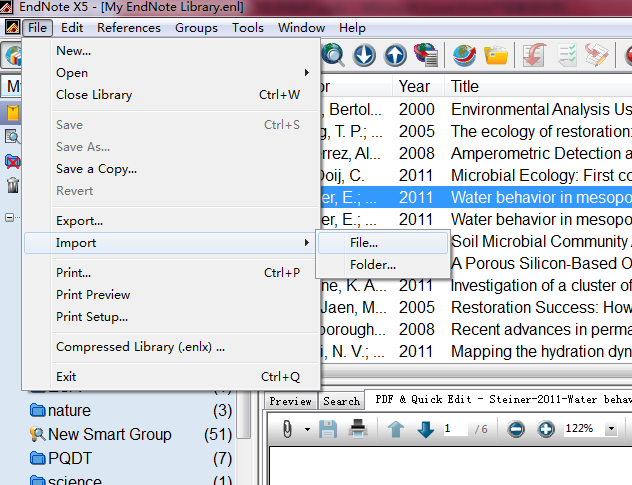 EndNote X5 - [My EndNote Library.enl]
File Edit References Groups Tools Window Help
New...
Open
Close Library Ctrl+W
Save Ctrl+S
Save As...
Save a Copy...
Revert
Export...
Import
File...
Folder...
Print... Ctrl+P
Print Preview
Print Setup...
Compressed Library (.enlx) ...
Exit Ctrl+Q
My
or Year Title
, Bertol... 2000 Environmental Analysis Us
g, T. P.; ... 2005 The ecology of restoration:
rrez, Al... 2008 Amperometric Detection a
Doij, C. 2011 Microbial Ecology: First co
er, E.; ... 2011 Water behavior in mesopo
er, E.; ... 2011 Water behavior in mesopo
Soil Microbial Community
A Porous Silicon-Based O
ne, K. A... 2011 Investigation of a cluster of
Jaen, M... 2005 Restoration Success: How
borough... 2008 Recent advances in perma
i, N. V.; ... 2011 Mapping the hydration dyn
nature (3)
New Smart Group (51)
PQDT (7)
science
Preview Search PDF & Quick Edit - Steiner-2011-Water behav
1 / 6 122%